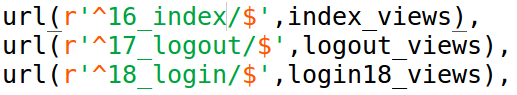 url(r'^16_index/$',index_views),
url(r'^17_logout/$',logout_views),
url(r'^18_login/$',login18_views),